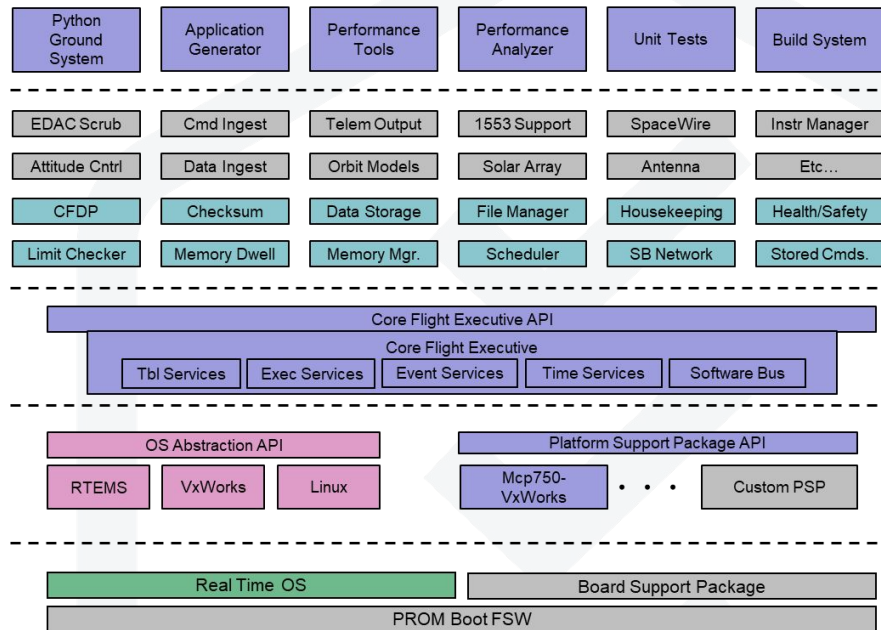 Python
Ground
System
Application
Generator
Performance
Tools
Performance
Analyzer
Unit Tests
Build System
EDAC Scrub
Cmd Ingest
Telem Output
1553 Support
SpaceWire
Instr Manager
Attitude Cntrl
Data Ingest
Orbit Models
Solar Array
Antenna
Etc...
CFDP
Checksum
Data Storage
File Manager
Housekeeping
Health/Safety
Limit Checker
Memory Dwell
Memory Mgr.
Scheduler
SB Network
Stored Cmds.
Core Flight Executive API
Core Flight Executive
Tbl Services
Exec Services
Event Services
Time Services
Software Bus
OS Abstraction API
RTEMS
VxWorks
Linux
Platform Support Package API
Mcp750-
VxWorks
• • •
Custom PSP
Real Time OS
Board Support Package
PROM Boot FSW